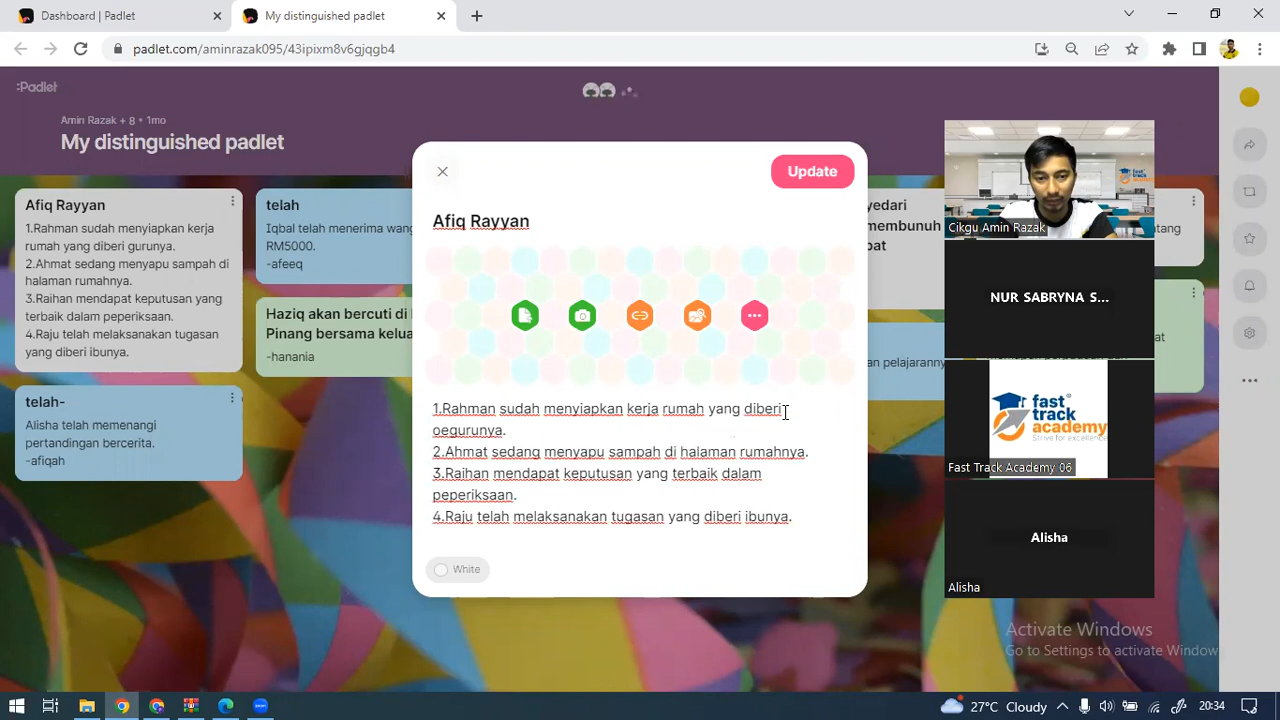 Dashboard | Padlet
My distinguished padlet
padlet.com/aminrazak095/43ipixm8v6gjqgb4
:Padlet
Amin Razak + 8 • 1mo
My distinguished padlet
Afiq Rayyan
1.Rahman sudah menyiapkan kerja
rumah yang diberi gurunya.
2.Ahmat sedang menyapu sampah di
halaman rumahnya.
3.Raihan mendapat keputusan yang
terbaik dalam peperiksaan.
4.Raju telah melaksanakan tugasan
yang diberi ibunya.
telah-
Alisha telah memenangi
pertandingan bercerita.
-afiqah
telah
Iqbal telah menerima wang
RM5000.
-afeeq
Haziq akan bercuti di
Pinang bersama
-hanania
Update
Afiq Rayyan
1.Rahman sudah menyiapkan kerja rumah yang diberi
oegurunya.
2.Ahmat sedang menyapu sampah di halaman rumahnya.
3.Raihan mendapat keputusan yang terbaik dalam
peperiksaan.
4.Raju telah melaksanakan tugasan yang diberi ibunya.
White
yedari
membunuh
pat
an pelajarannya
tang
at
fast
track
academy
Cikgu Amin Razak
NUR SABRYNA S...
fast
track
academy
Strive for excellence
Fast Track Academy 06
Alisha
Alisha
Activate Windows
Go to Settings to activate Window
27°C Cloudy
20:34